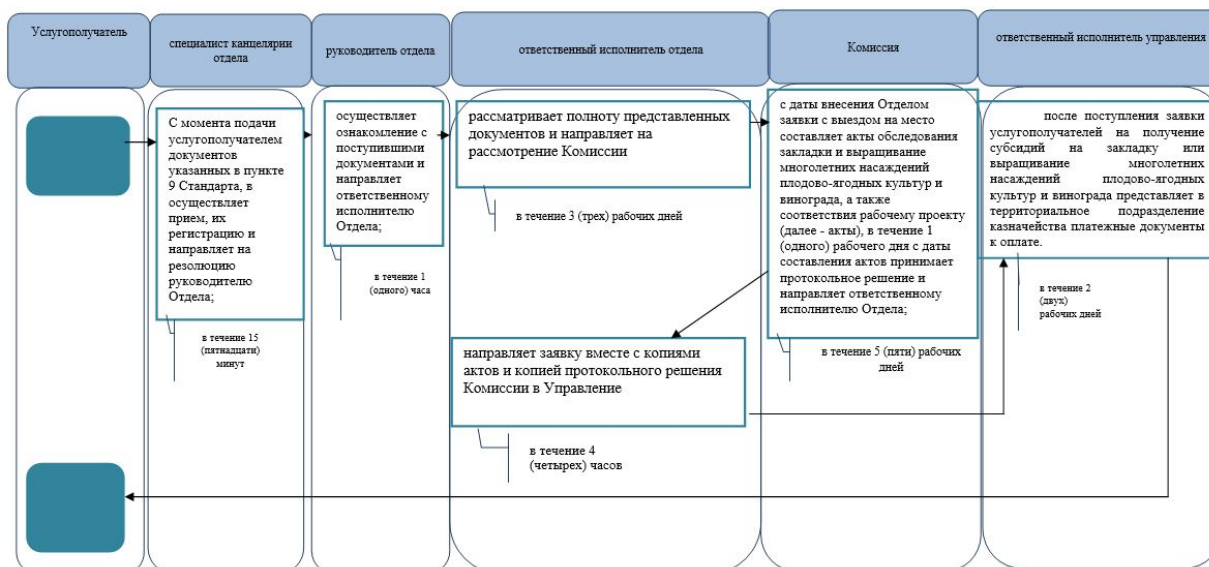 Услугополучатель
специалист канцелярии
отдела
руководитель отдела
ответственный исполнитель отдела
Комиссия
ответственный исполнитель управления
С момента подачи
услугополучателем
документов
указанных в пункте
9 Стандарта, в
осуществляет
прием, их
регистрацию и
направляет на
резолюцию
руководителю
Отдела;
в течение 15
(пятнадцати)
минут
осуществляет
ознакомление с
поступившими
документами и
направляет
ответственному
исполнителю
Отдела;
в течение 1
(одного) часа
рассматривает полноту представленных
документов и направляет на
рассмотрение Комиссии
в течение 3 (трех) рабочих дней
с даты внесения Отделом
заявки с выездом на место
составляет акты обследования
закладки и выращивание
многолетних насаждений
плодово-ягодных культур и
винограда, а также
соответствия рабочему проекту
(далее - акты), в течение 1
(одного) рабочего дня с даты
составления актов принимает
протокольное решение и
направляет ответственному
исполнителю Отдела;
в течение 5 (пяти) рабочих
дней
направляет заявку вместе с копиями
актов и копией протокольного решения
Комиссии в Управление
в течение 4
(четырех) часов
после поступления заявки
услугополучателей на получение
субсидий на закладку или
выращивание многолетних
насаждений плодово-ягодных
культур и винограда представляет в
территориальное подразделение
казначейства платежные документы
к оплате.
в течение 2
(двух)
рабочих дней